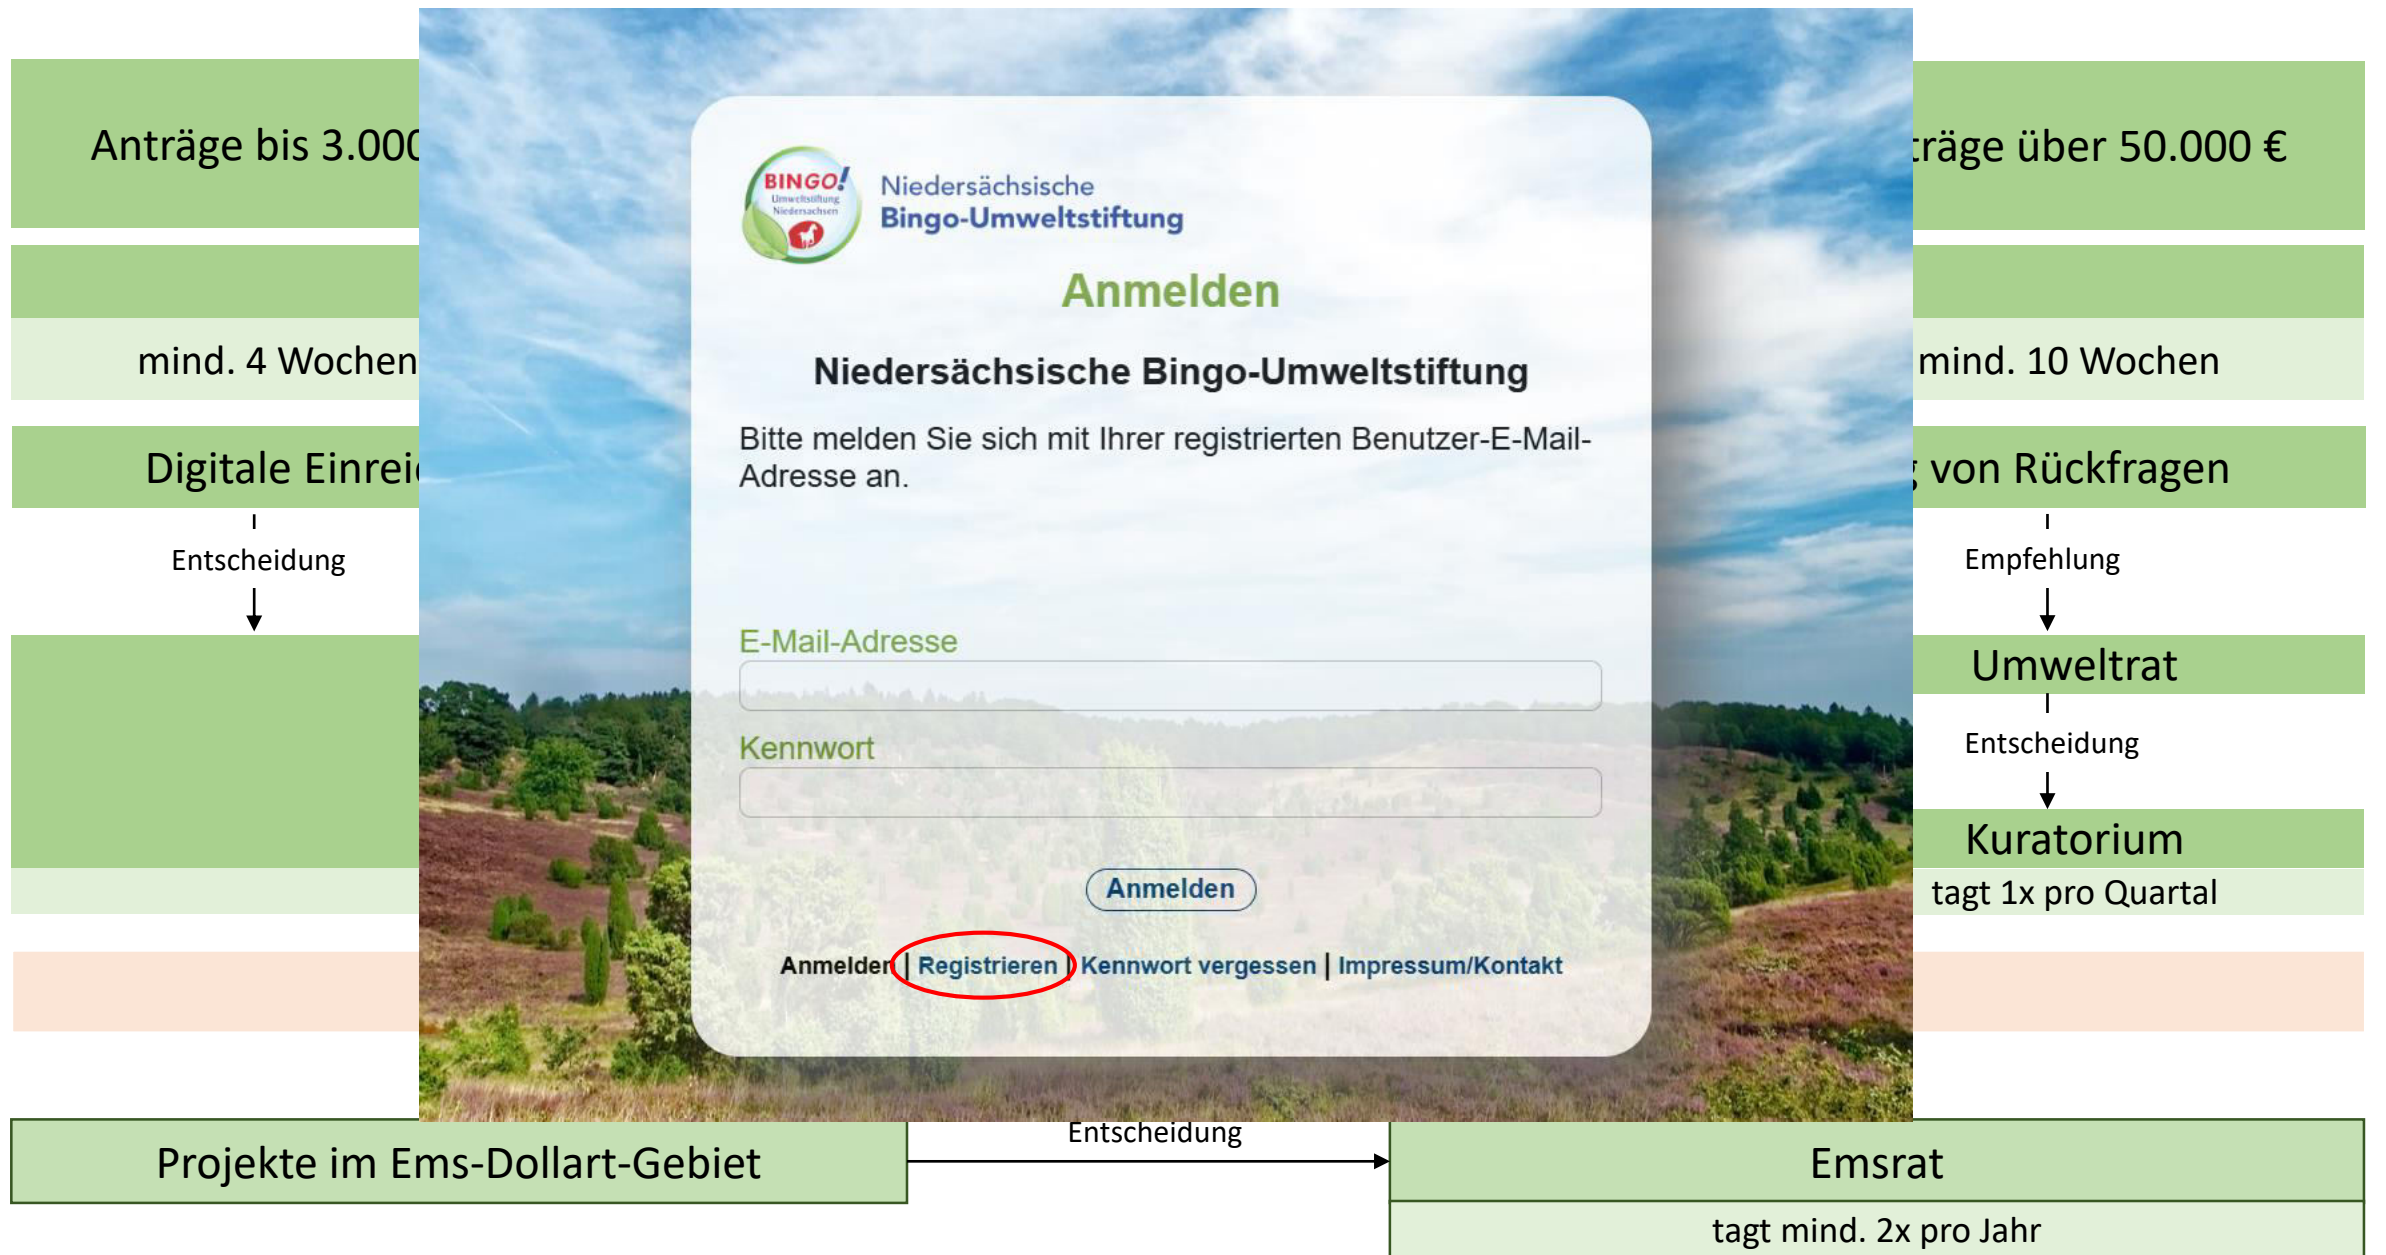 Anträge bis 3.000
träge über 50.000 €
mind. 4 Wochen
mind. 10 Wochen
Digitale Einrei
von Rückfragen
Entscheidung
Empfehlung
Umweltrat
Entscheidung
Kuratorium
tagt 1x pro Quartal
BINGO!
Umweltstiftung
Niedersachsen
Niedersächsische
Bingo-Umweltstiftung
Anmelden
Niedersächsische Bingo-Umweltstiftung
Bitte melden Sie sich mit Ihrer registrierten Benutzer-E-Mail-
Adresse an.
E-Mail-Adresse
Kennwort
Anmelden
Anmelden | Registrieren | Kennwort vergessen | Impressum/Kontakt
Projekte im Ems-Dollart-Gebiet
Entscheidung
Emsrat
tagt mind. 2x pro Jahr